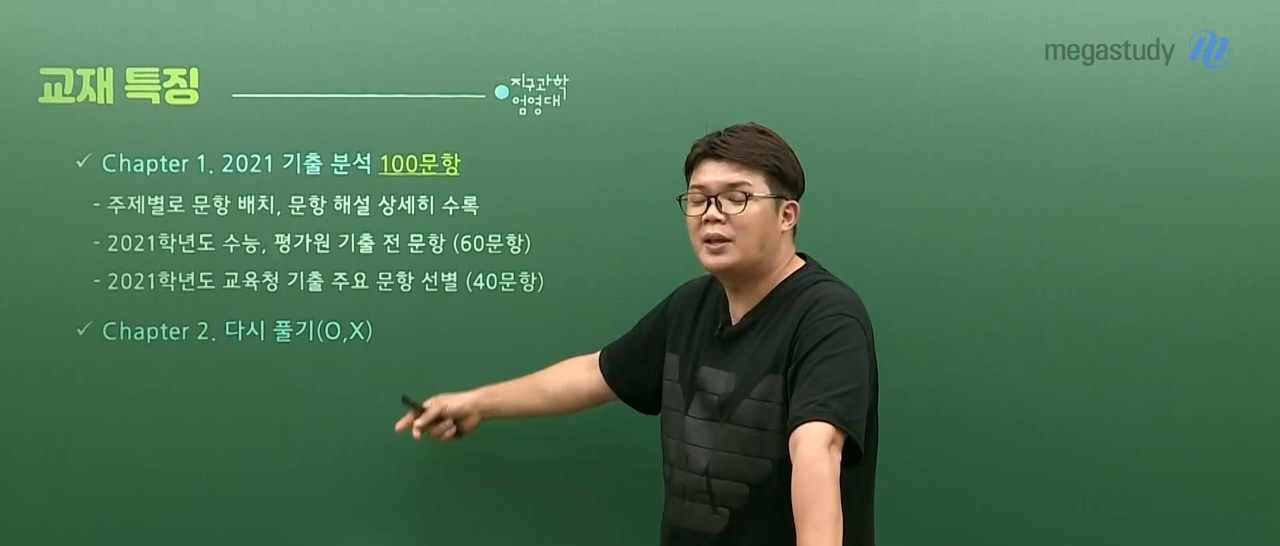 megastudy
교재 특징
지구과학
엄영대
✓ Chapter 1. 2021 기출 분석 100문항
- 주제별로 문항 배치, 문항 해설 상세히 수록
- 2021학년도 수능, 평가원 기출 전 문항 (60문항)
- 2021학년도 교육청 기출 주요 문항 선별 (40문항)
✓ Chapter 2. 다시 풀기(O,X)